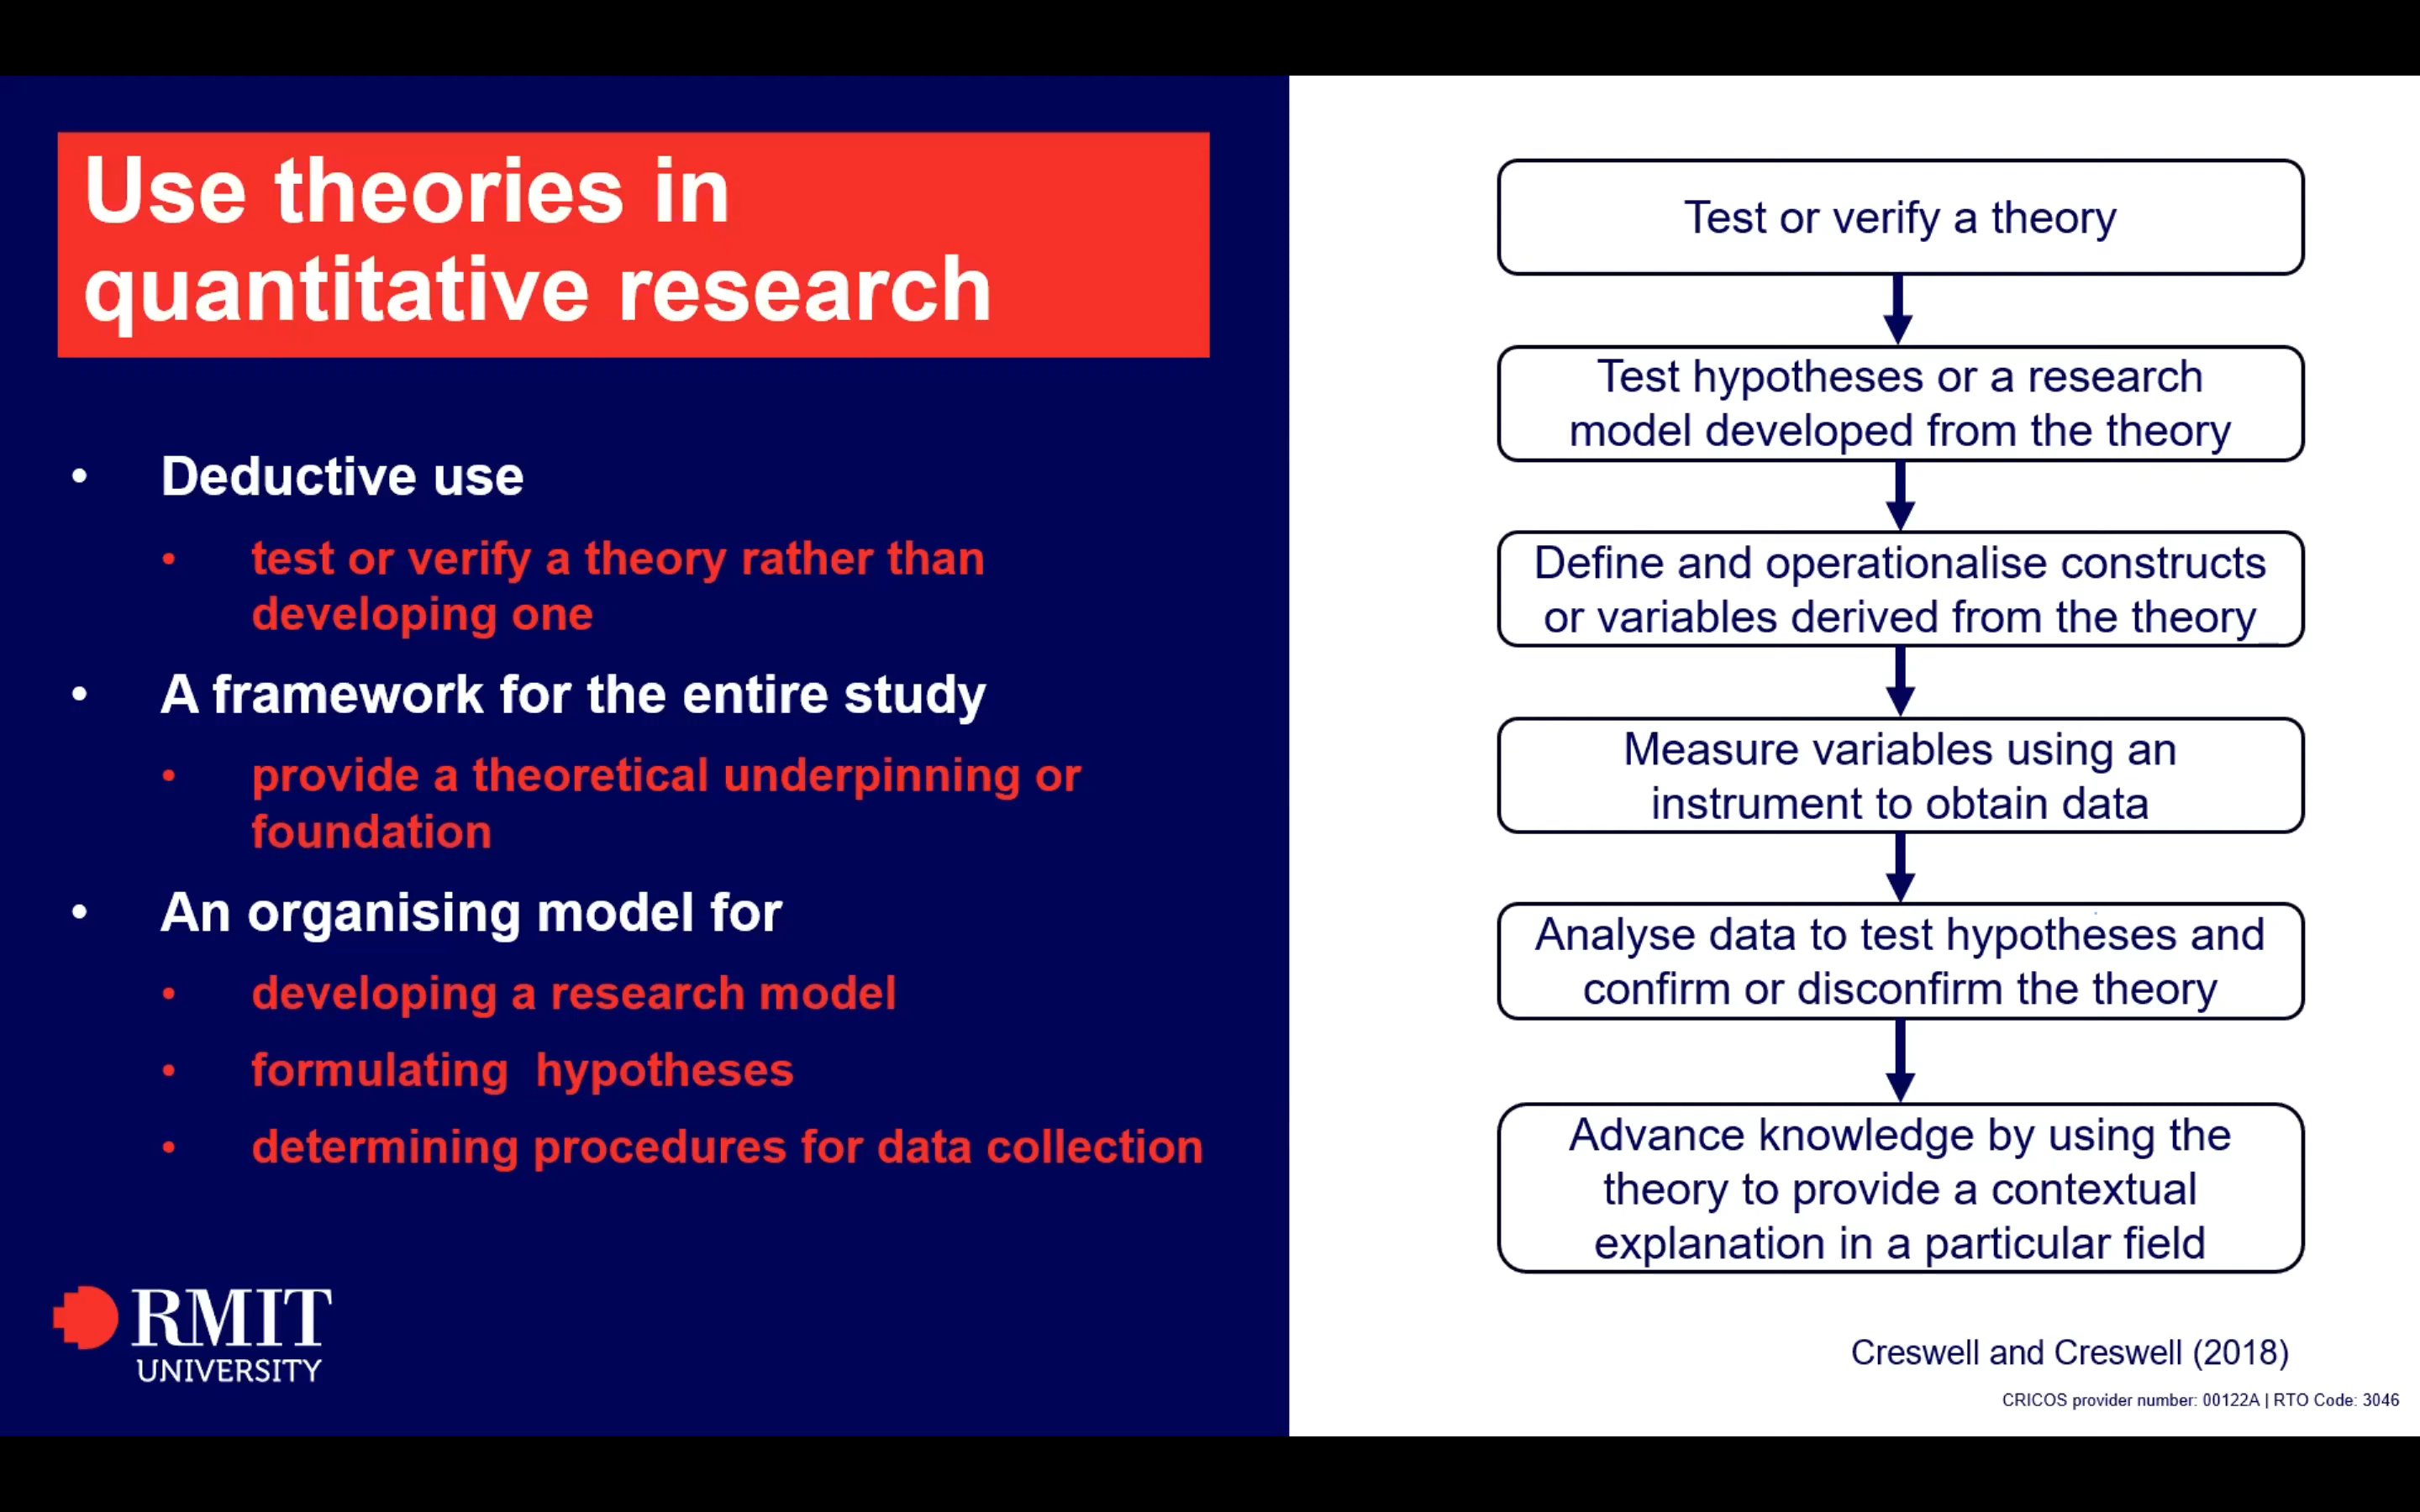 Use theories in
quantitative research
• Deductive use
• test or verify a theory rather than
developing one
• A framework for the entire study
• provide a theoretical underpinning or
foundation
• An organising model for
• developing a research model
• formulating  hypotheses
• determining procedures for data collection
RMIT
UNIVERSITY
Test or verify a theory
Test hypotheses or a research
model developed from the theory
Define and operationalise constructs
or variables derived from the theory
Measure variables using an
instrument to obtain data
Analyse data to test hypotheses and
confirm or disconfirm the theory
Advance knowledge by using the
theory to provide a contextual
explanation in a particular field
Creswell and Creswell (2018)
CRICOS provider number: 00122A | RTO Code: 3046